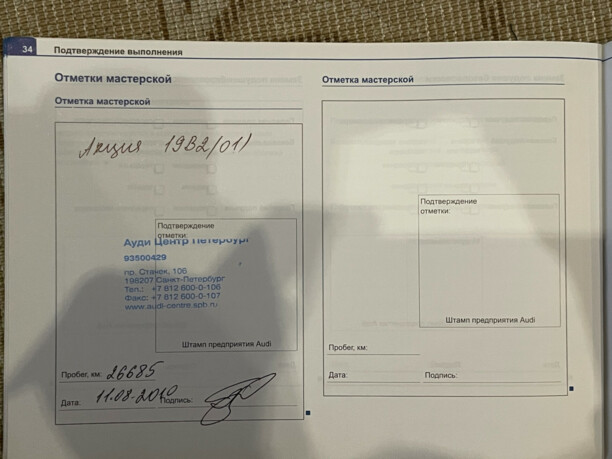 34 Подтверждение выполнения
Отметки мастерской
Отметка мастерской
Акция 19В2/01)
Подтверждение
отметки:
Ауди Центр Петербург
93500429
пр. Стачек, 106
198207 Санкт-Петербург
Тел.: +7 812 600-0-106
Факс: +7 812 600-0-107
www.audi-centre.spb.ru
Штамп предприятия Audi
Пробег, км: 26685
Дата: 11.08.2010 Подпись:
Отметка мастерской
Подтверждение
отметки:
Штамп предприятия Audi
Пробег, км:
Дата: Подпись: